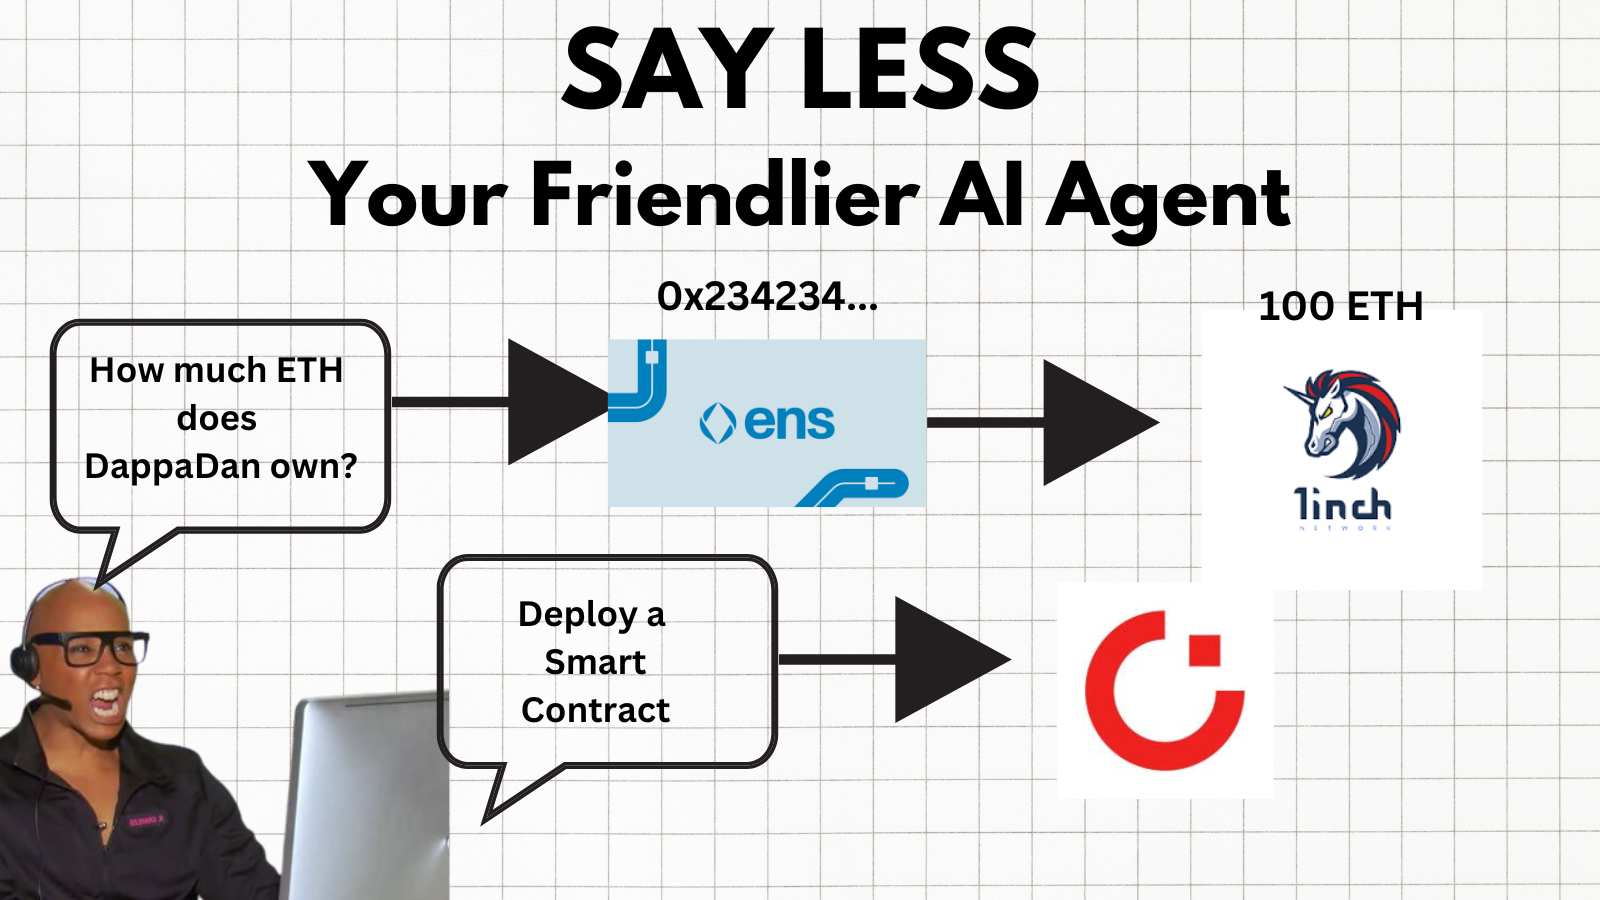 SAY LESS
Your Friendlier AI Agent
0x234234...
100 ETH
How much ETH
does
DappaDan own?
ens
1inch
NETWORK
Deploy a
Smart
Contract